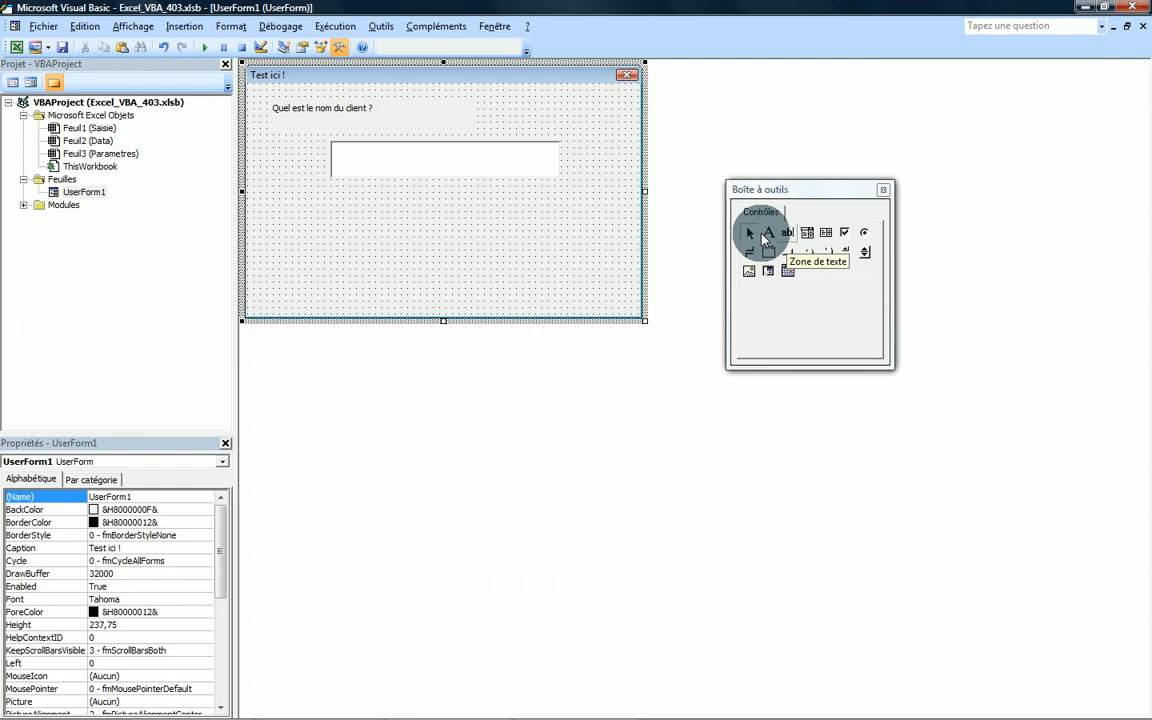 Microsoft Visual Basic - Excel_VBA_403.xlsb - [UserForm1 (UserForm)]
Fichier Edition Affichage Insertion Format Débogage Exécution Outils Compléments Fenêtre ?
Tapez une question
Projet - VBAProject
VBAProject (Excel_VBA_403.xlsb)
Microsoft Excel Objets
Feuil1 (Saisie)
Feuil2 (Data)
Feuil3 (Parametres)
ThisWorkbook
Feuilles
UserForm1
Modules
Test ici !
Quel est le nom du client ?
Boîte à outils
Contrôles
A ab|
Zone de texte
Propriétés - UserForm1
UserForm1 UserForm
Alphabétique Par catégorie
(Name) UserForm1
BackColor &H8000000F&
BorderColor &H80000012&
BorderStyle 0 - fmBorderStyleNone
Caption Test ici !
Cycle 0 - fmCycleAllForms
DrawBuffer 32000
Enabled True
Font Tahoma
ForeColor &H80000012&
Height 237,75
HelpContextID 0
KeepScrollBarsVisible 3 - fmScrollBarsBoth
Left 0
MouseIcon (Aucun)
MousePointer 0 - fmMousePointerDefault
Picture (Aucun)
PictureAlignment 2 - fmPictureAlignmentCenter